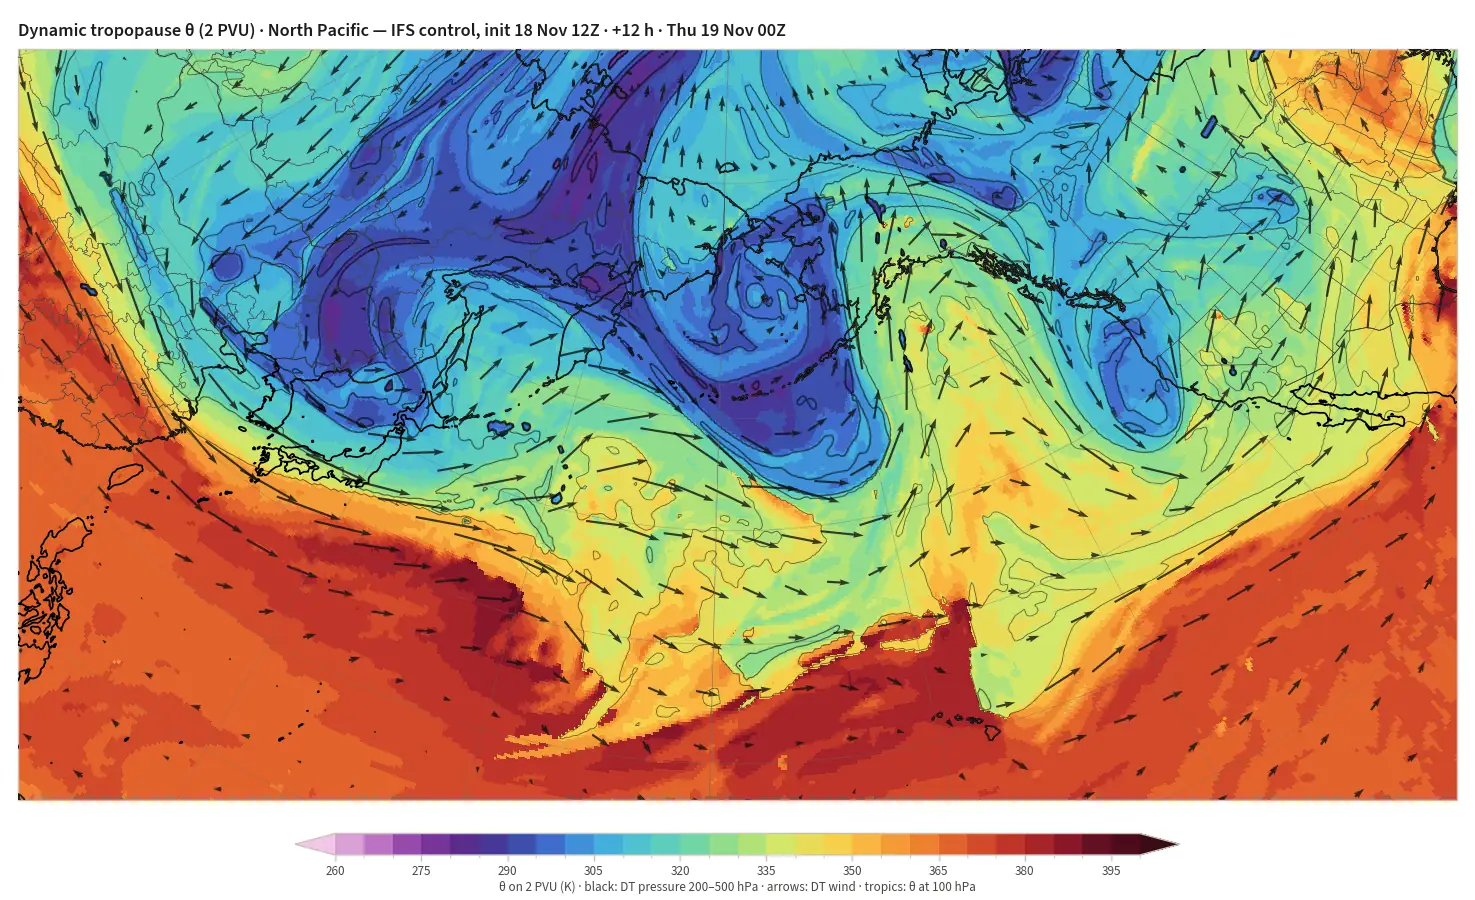 Dynamic tropopause θ (2 PVU) · North Pacific — IFS control, init 18 Nov 12Z · +12 h · Thu 19 Nov 00Z
260 275 290 305 320 335 350 365 380 395
θ on 2 PVU (K) · black: DT pressure 200–500 hPa · arrows: DT wind · tropics: θ at 100 hPa